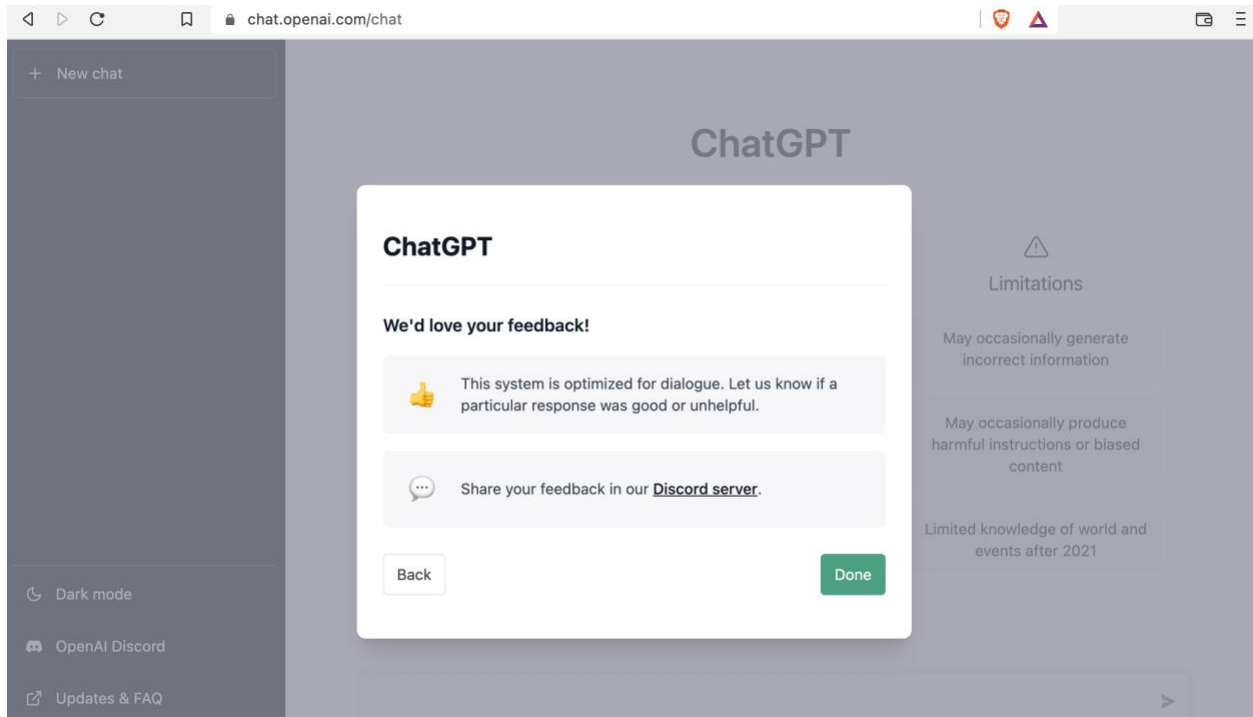 chat.openai.com/chat
New chat
Dark mode
OpenAI Discord
Updates & FAQ
ChatGPT
Limitations
May occasionally generate
incorrect information
May occasionally produce
harmful instructions or biased
content
Limited knowledge of world and
events after 2021
ChatGPT
We'd love your feedback!
This system is optimized for dialogue. Let us know if a
particular response was good or unhelpful.
Share your feedback in our Discord server.
Back
Done